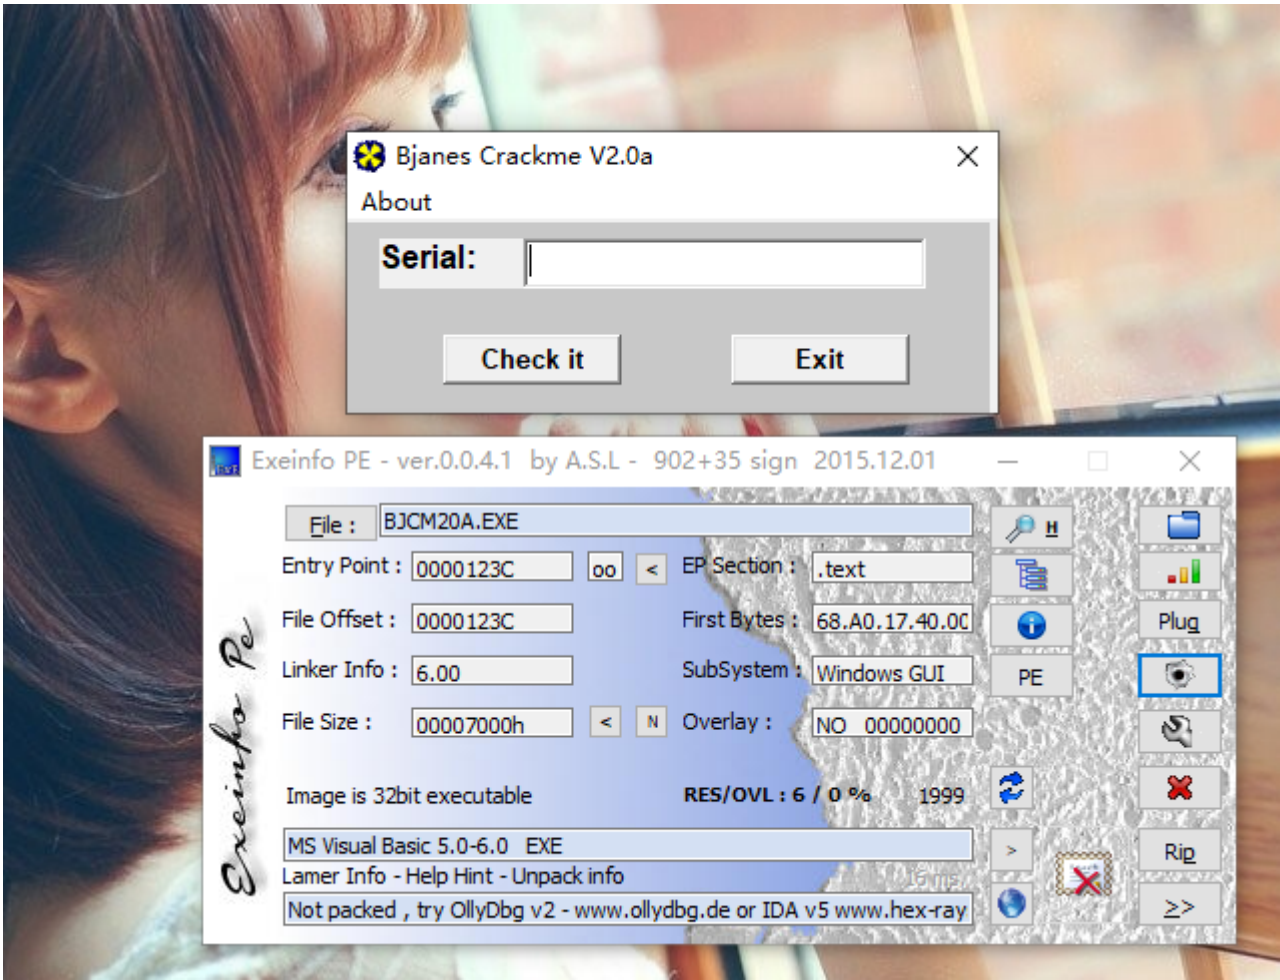 Bjanes Crackme V2.0a
About
Serial:
Check it Exit
Exeinfo PE - ver.0.0.4.1 by A.S.L - 902+35 sign 2015.12.01
File : BJCM20A.EXE H
Entry Point : 0000123C oo < EP Section : .text
File Offset : 0000123C First Bytes : 68.A0.17.40.00 Plug
Linker Info : 6.00 SubSystem : Windows GUI PE
File Size : 00007000h < N Overlay : NO 00000000
Image is 32bit executable RES/OVL : 6 / 0 % 1999
MS Visual Basic 5.0-6.0 EXE > Rip
Lamer Info - Help Hint - Unpack info 16 ms
Not packed , try OllyDbg v2 - www.ollydbg.de or IDA v5 www.hex-ray >>
Exeinfo Pe